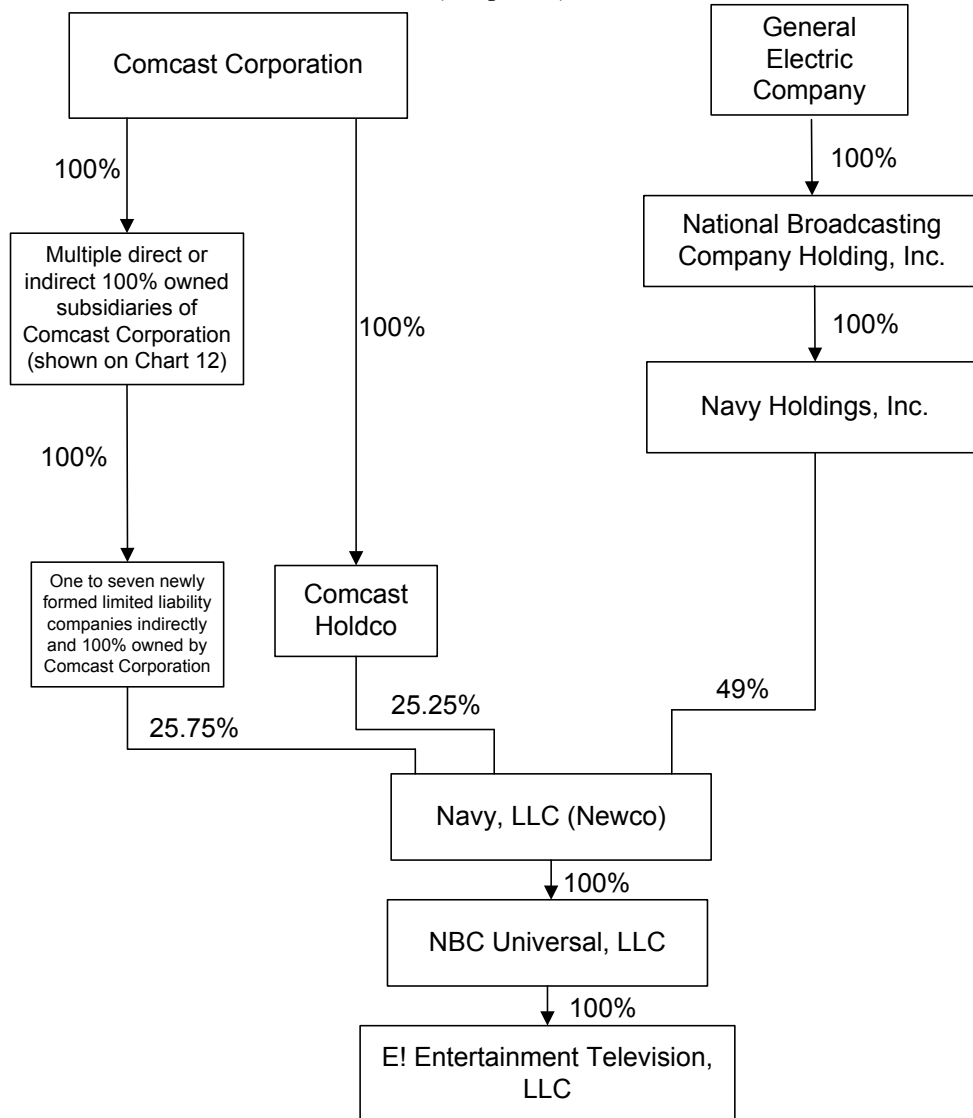 Comcast Corporation
General
Electric
Company
100%
100%
100%
Multiple direct or
indirect 100% owned
subsidiaries of
Comcast Corporation
(shown on Chart 12)
National Broadcasting
Company Holding, Inc.
100%
Navy Holdings, Inc.
100%
One to seven newly
formed limited liability
companies indirectly
and 100% owned by
Comcast Corporation
Comcast
Holdco
25.75%
25.25%
49%
Navy, LLC (Newco)
100%
NBC Universal, LLC
100%
E! Entertainment Television,
LLC